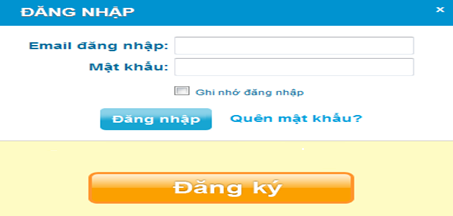 ĐĂNG NHẬP ×
Email đăng nhập:
Mật khẩu:
Ghi nhớ đăng nhập
Đăng nhập Quên mật khẩu?
Đăng ký